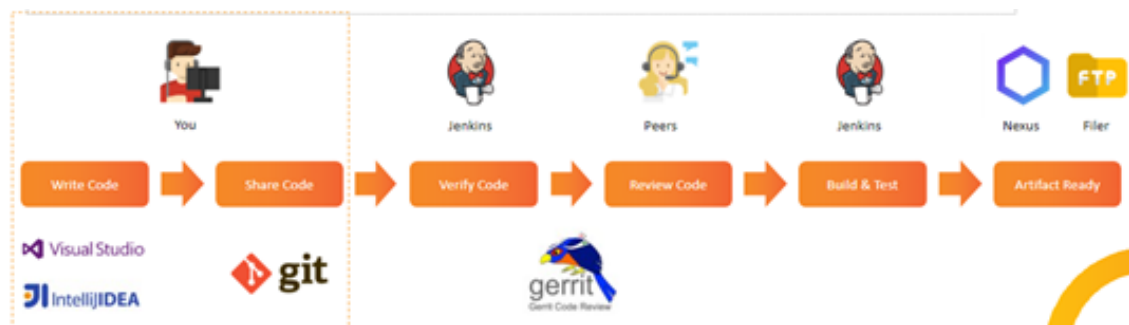 You
Jenkins
Peers
Jenkins
FTP
Nexus
Filer
Write Code
Share Code
Verify Code
Review Code
Build & Test
Artifact Ready
Visual Studio
git
IntelliJIDEA
gerrit
Gerrit Code Review